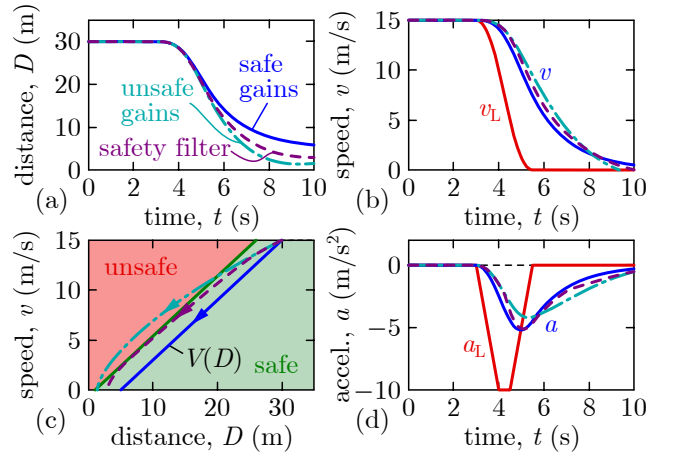 30
20
10
0
distance, D (m)
safe
gains
unsafe
gains
safety filter
0 2 4 6 8 10
(a)
time, t (s)
15
10
5
0
speed, v (m/s)
v
v_L
0 2 4 6 8 10
(b)
time, t (s)
15
10
5
0
speed, v (m/s)
unsafe
V(D)
safe
0 10 20 30
(c)
distance, D (m)
0
−5
−10
accel., a (m/s²)
a
a_L
0 2 4 6 8 10
(d)
time, t (s)